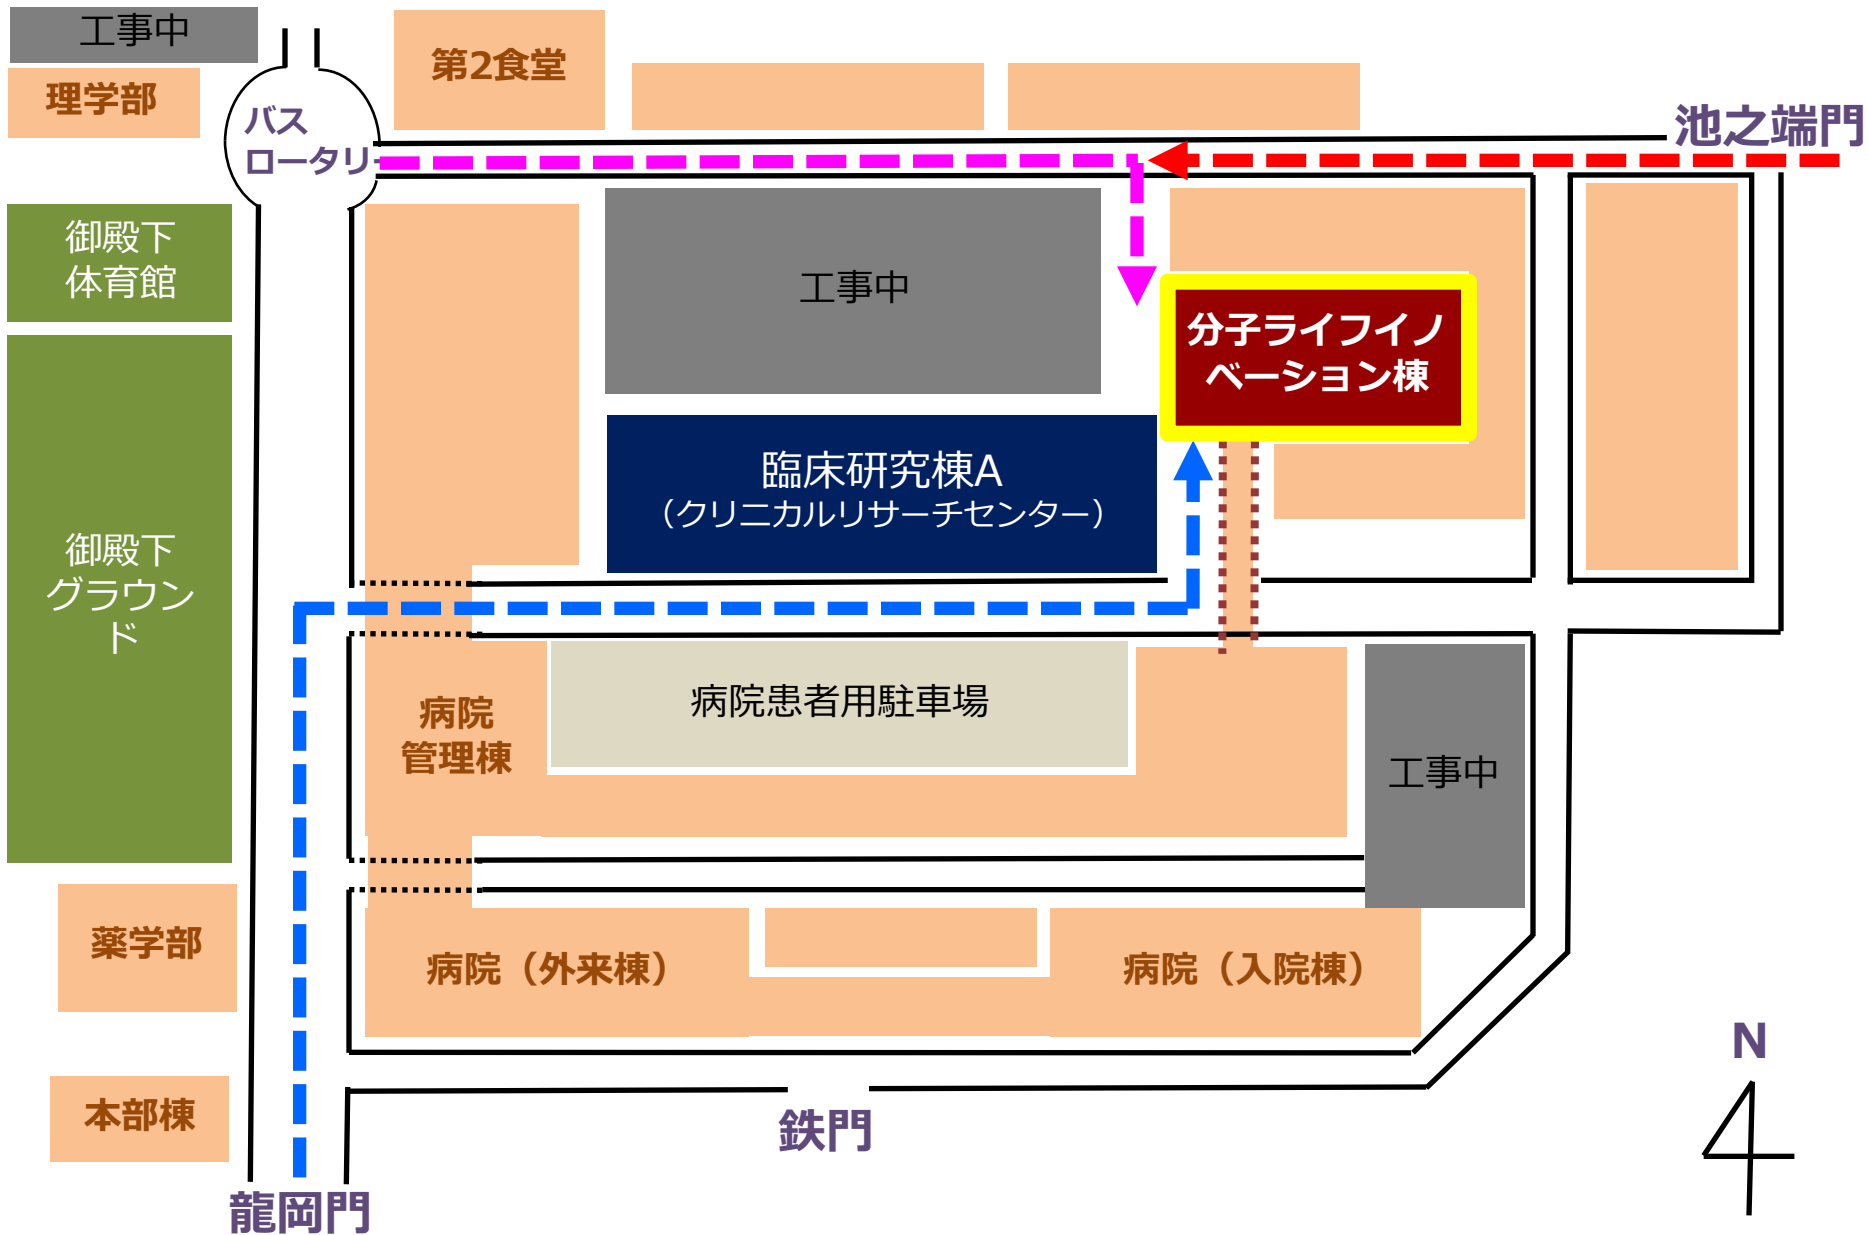 工事中
理学部
第2食堂
バス
ロータリー
池之端門
御殿下
体育館
工事中
分子ライフイノ
ベーション棟
臨床研究棟A
（クリニカルリサーチセンター）
御殿下
グラウン
ド
病院
管理棟
病院患者用駐車場
工事中
薬学部
病院（外来棟）
病院（入院棟）
N
本部棟
鉄門
龍岡門